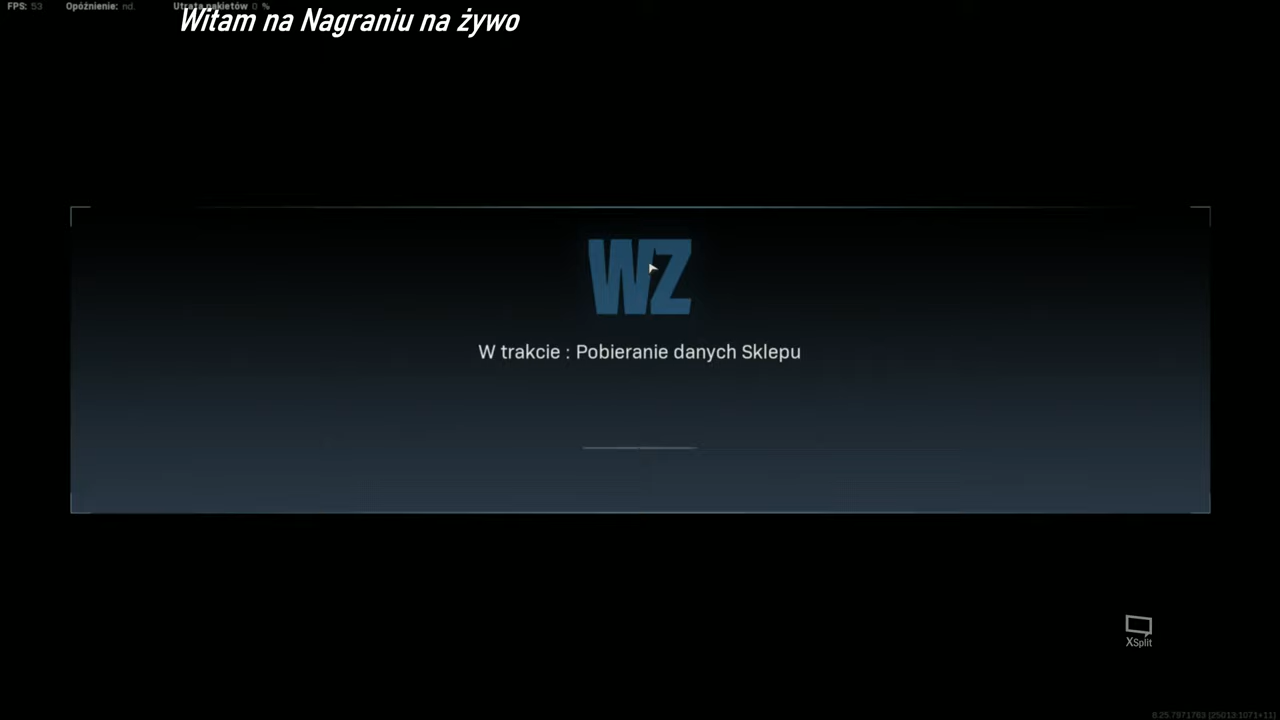 FPS: 53 Opóźnienie: nd. Utrata pakietów 0 %
Witam na Nagraniu na żywo
WZ
W trakcie : Pobieranie danych Sklepu
XSplit